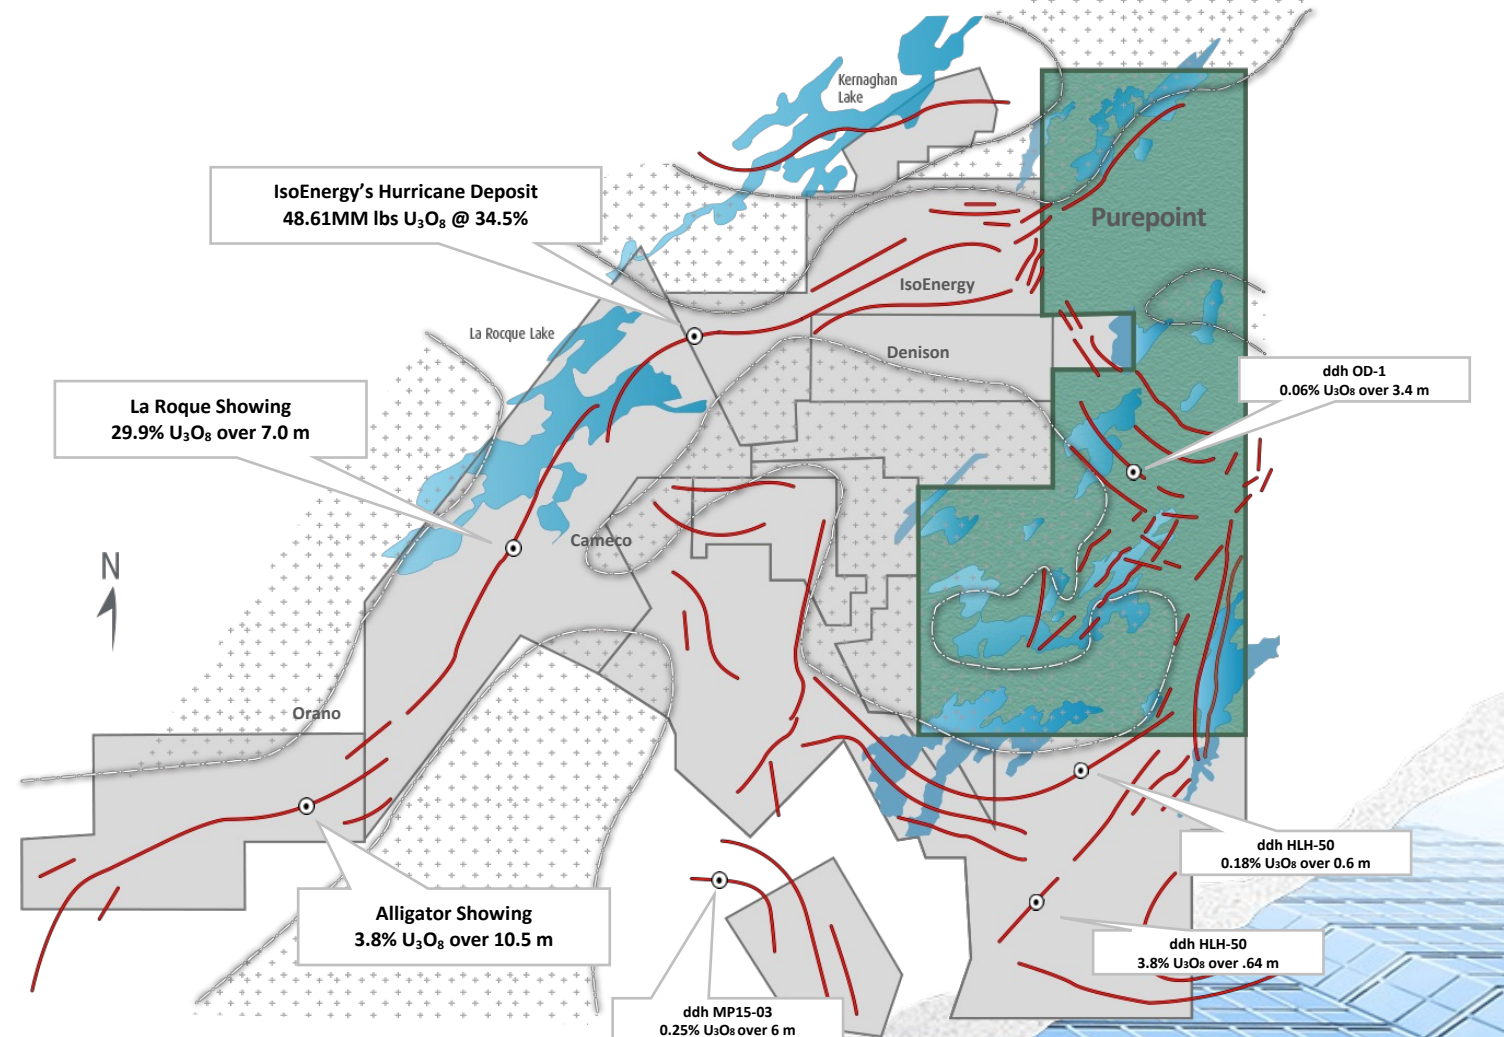 Kernaghan
Lake
IsoEnergy's Hurricane Deposit
48.61MM lbs U₃O₈ @ 34.5%
Purepoint
IsoEnergy
La Rocque Lake
Denison
ddh OD-1
0.06% U₃O₈ over 3.4 m
La Roque Showing
29.9% U₃O₈ over 7.0 m
Cameco
N
Orano
ddh HLH-50
0.18% U₃O₈ over 0.6 m
Alligator Showing
3.8% U₃O₈ over 10.5 m
ddh HLH-50
3.8% U₃O₈ over .64 m
ddh MP15-03
0.25% U₃O₈ over 6 m